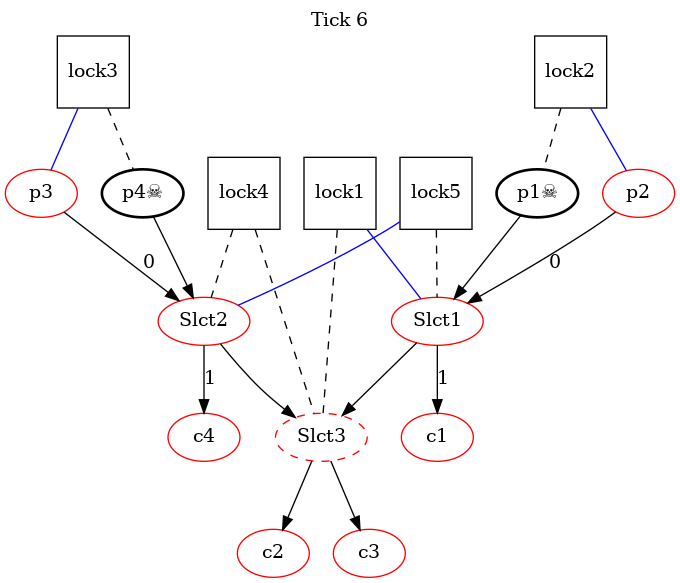 Tick 6
lock3
lock2
p3
p4☠
lock4
lock1
lock5
p1☠
p2
0
0
Slct2
Slct1
1
1
c4
Slct3
c1
c2
c3